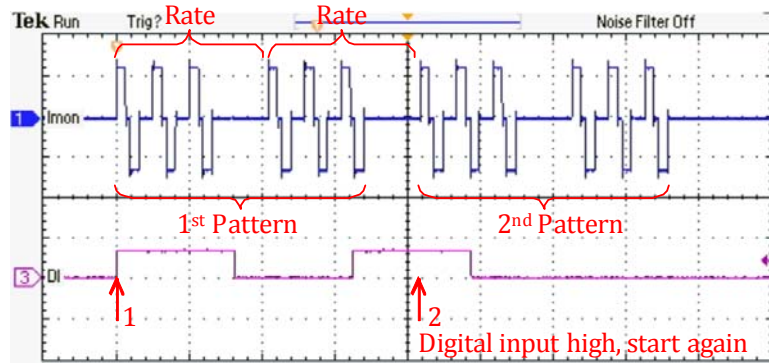 Tek Run Trig? Noise Filter Off
Rate Rate
1 Imon
1st Pattern 2nd Pattern
3 DI
1 2
Digital input high, start again